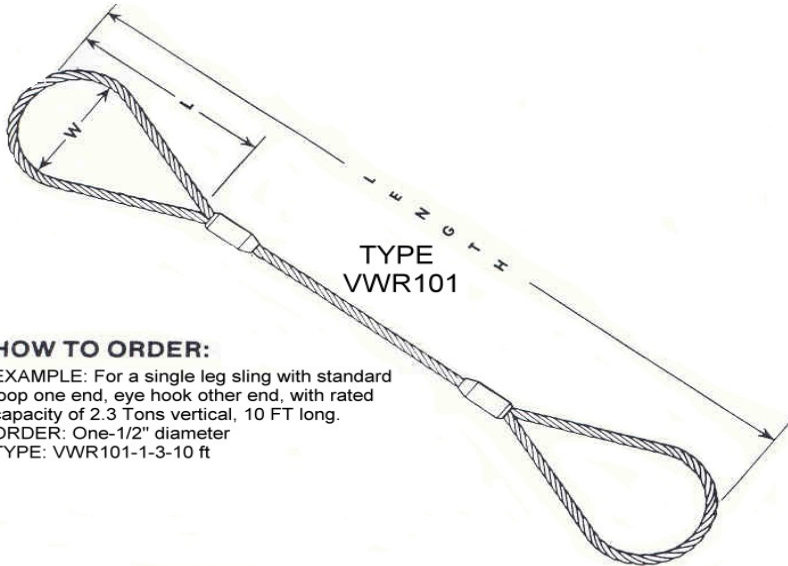 L
W
L E N G T H
TYPE
VWR101
HOW TO ORDER:
EXAMPLE: For a single leg sling with standard
loop one end, eye hook other end, with rated
capacity of 2.3 Tons vertical, 10 FT long.
ORDER: One-1/2" diameter
TYPE: VWR101-1-3-10 ft